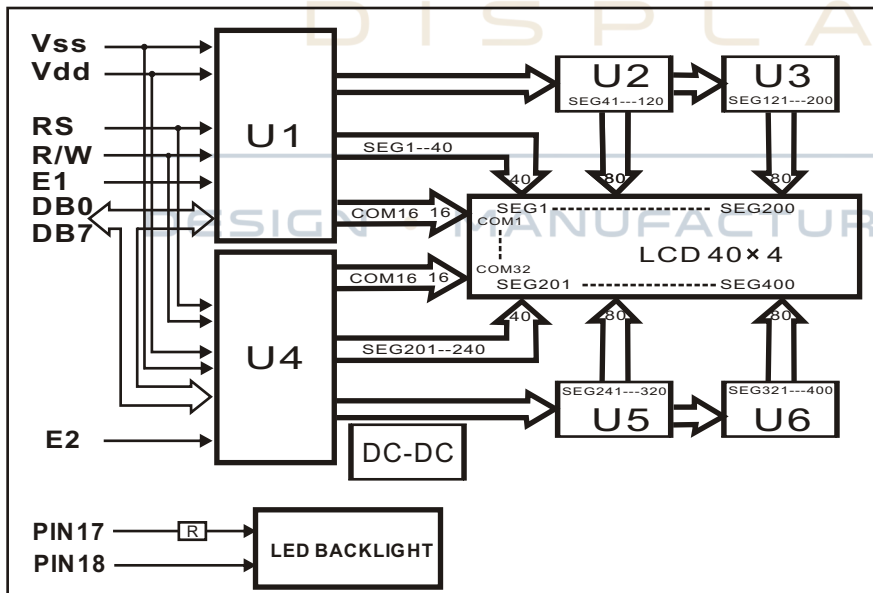 DISPLA
Vss
Vdd
RS
R/W
E1
DB0
DB7
E2
U1
U4
U2
SEG41---120
U3
SEG121---200
SEG1--40
40
80
80
COM16 16
SEG1 SEG200
COM1
LCD 40×4
COM32
SEG201 SEG400
DESIGN MANUFACTUR
COM16 16
40
80
80
SEG201--240
SEG241---320
U5
SEG321---400
U6
DC-DC
PIN17
R
PIN18
LED BACKLIGHT